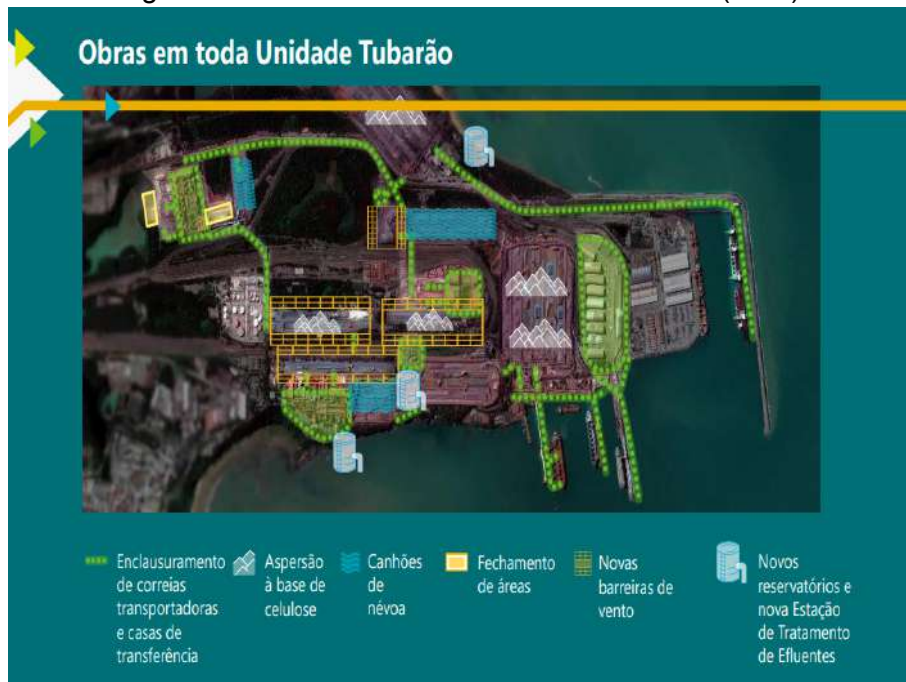 Obras em toda Unidade Tubarão
Enclausuramento
de correias
transportadoras
e casas de
transferência
Aspersão
à base de
celulose
Canhões
de
névoa
Fechamento
de áreas
Novas
barreiras de
vento
Novos
reservatórios e
nova Estação
de Tratamento
de Efluentes